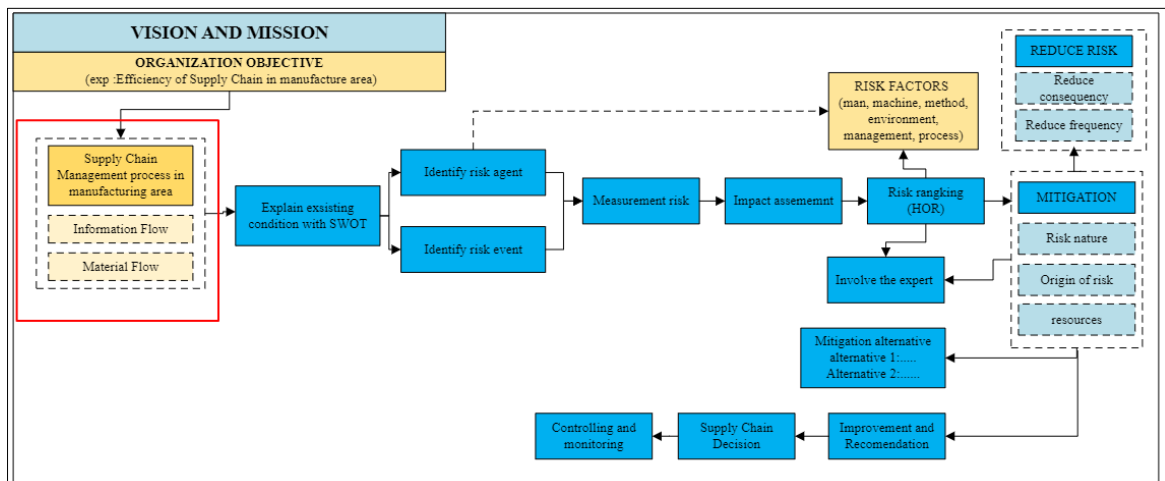 VISION AND MISSION
ORGANIZATION OBJECTIVE
(exp :Efficiency of Supply Chain in manufacture area)
Supply Chain
Management process in
manufacturing area
Information Flow
Material Flow
Explain exsisting
condition with SWOT
Identify risk agent
Identify risk event
Measurement risk
Impact assememnt
RISK FACTORS
(man, machine, method,
environment,
management, process)
Risk rangking
(HOR)
Involve the expert
REDUCE RISK
Reduce
consequency
Reduce frequency
MITIGATION
Risk nature
Origin of risk
resources
Mitigation alternative
alternative 1:.....
Alternative 2:......
Improvement and
Recomendation
Supply Chain
Decision
Controlling and
monitoring